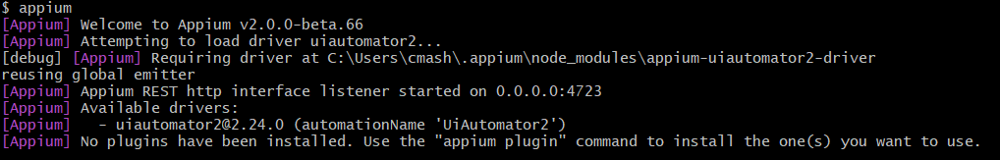 $ appium
[Appium] Welcome to Appium v2.0.0-beta.66
[Appium] Attempting to load driver uiautomator2...
[debug] [Appium] Requiring driver at C:\Users\cmash\.appium\node_modules\appium-uiautomator2-driver
reusing global emitter
[Appium] Appium REST http interface listener started on 0.0.0.0:4723
[Appium] Available drivers:
[Appium]   - uiautomator2@2.24.0 (automationName 'UiAutomator2')
[Appium] No plugins have been installed. Use the "appium plugin" command to install the one(s) you want to use.